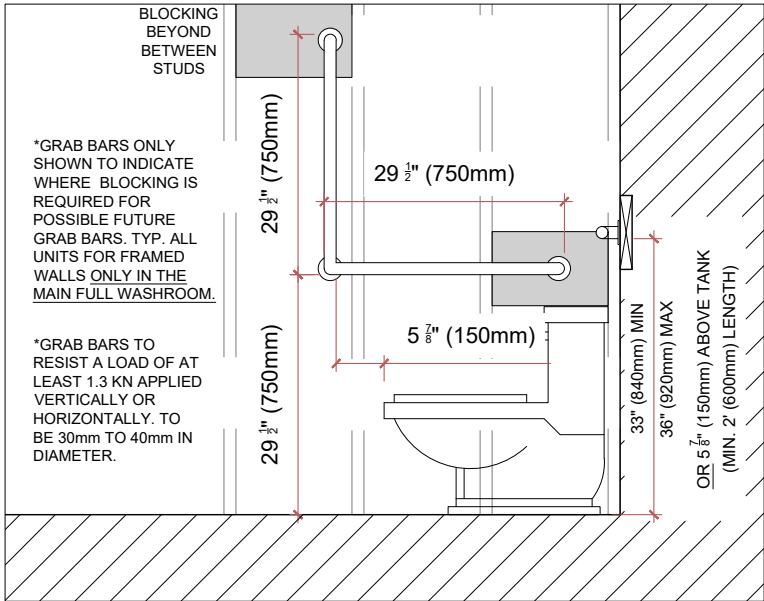 BLOCKING
BEYOND
BETWEEN
STUDS
*GRAB BARS ONLY
SHOWN TO INDICATE
WHERE BLOCKING IS
REQUIRED FOR
POSSIBLE FUTURE
GRAB BARS. TYP. ALL
UNITS FOR FRAMED
WALLS ONLY IN THE
MAIN FULL WASHROOM.
*GRAB BARS TO
RESIST A LOAD OF AT
LEAST 1.3 KN APPLIED
VERTICALLY OR
HORIZONTALLY. TO
BE 30mm TO 40mm IN
DIAMETER.
29 1/2" (750mm)
29 1/2" (750mm)
29 1/2" (750mm)
5 7/8" (150mm)
33" (840mm) MIN
36" (920mm) MAX
OR 5 7/8" (150mm) ABOVE TANK
(MIN. 2' (600mm) LENGTH)